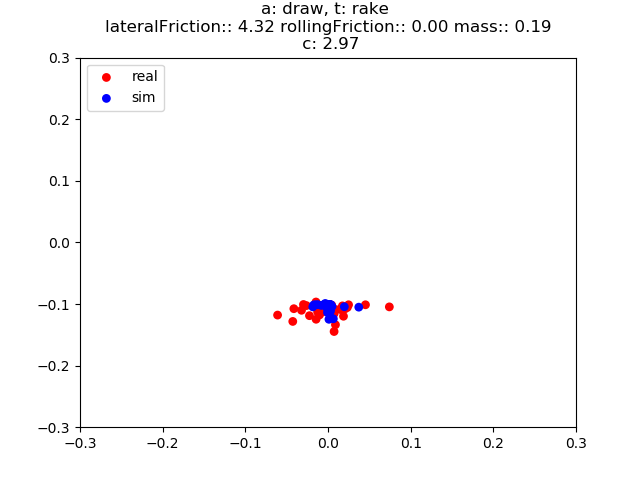 a: draw, t: rake
lateralFriction:: 4.32 rollingFriction:: 0.00 mass:: 0.19
c: 2.97
real
sim
0.3
0.2
0.1
0.0
−0.1
−0.2
−0.3
−0.3
−0.2
−0.1
0.0
0.1
0.2
0.3